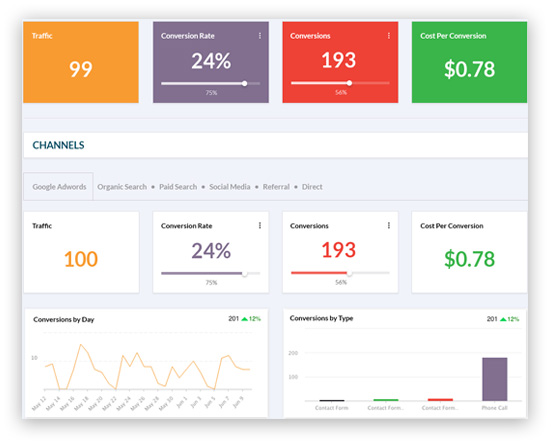 Traffic
Conversion Rate
Conversions
Cost Per Conversion
99
24%
193
$0.78
75%
56%
CHANNELS
Google Adwords Organic Search • Paid Search • Social Media • Referral • Direct
Traffic
Conversion Rate
Conversions
Cost Per Conversion
100
24%
193
$0.78
75%
56%
Conversions by Day
201 12%
10
May 12 May 14 May 16 May 18 May 20 May 22 May 24 May 26 May 28 May 30 Jun 1 Jun 3 Jun 5 Jun 7 Jun 9
Conversions by Type
201 12%
200
100
Contact Form Contact Form.. Contact Form.. Phone Call